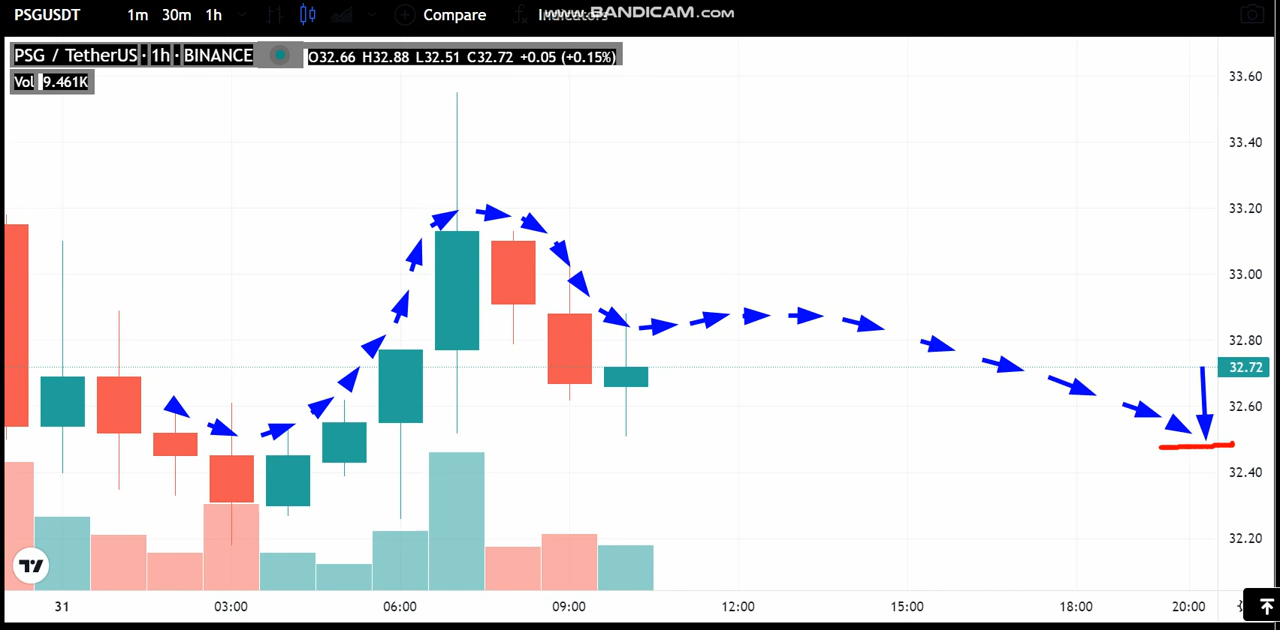 PSGUSDT 1m 30m 1h Compare
WWW.BANDICAM.COM
PSG / TetherUS · 1h · BINANCE O32.66 H32.88 L32.51 C32.72 +0.05 (+0.15%)
Vol 9.461K
33.60
33.40
33.20
33.00
32.80
32.72
32.60
32.40
32.20
31 03:00 06:00 09:00 12:00 15:00 18:00 20:00